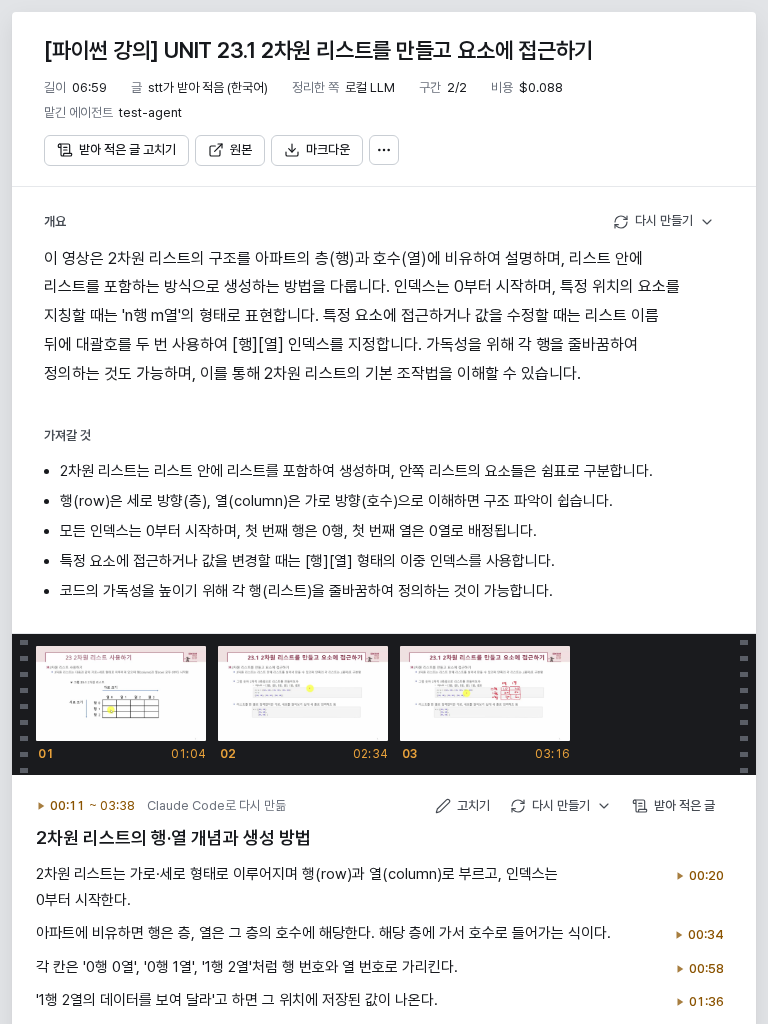 [파이썬 강의] UNIT 23.1 2차원 리스트를 만들고 요소에 접근하기
길이 06:59 글 stt가 받아 적음 (한국어) 정리한 쪽 로컬 LLM 구간 2/2 비용 $0.088
맡긴 에이전트 test-agent
받아 적은 글 고치기 원본 마크다운 ...
개요 다시 만들기
이 영상은 2차원 리스트의 구조를 아파트의 층(행)과 호수(열)에 비유하여 설명하며, 리스트 안에
리스트를 포함하는 방식으로 생성하는 방법을 다룹니다. 인덱스는 0부터 시작하며, 특정 위치의 요소를
지칭할 때는 'n행 m열'의 형태로 표현합니다. 특정 요소에 접근하거나 값을 수정할 때는 리스트 이름
뒤에 대괄호를 두 번 사용하여 [행][열] 인덱스를 지정합니다. 가독성을 위해 각 행을 줄바꿈하여
정의하는 것도 가능하며, 이를 통해 2차원 리스트의 기본 조작법을 이해할 수 있습니다.
가져갈 것
• 2차원 리스트는 리스트 안에 리스트를 포함하여 생성하며, 안쪽 리스트의 요소들은 쉼표로 구분합니다.
• 행(row)은 세로 방향(층), 열(column)은 가로 방향(호수)으로 이해하면 구조 파악이 쉽습니다.
• 모든 인덱스는 0부터 시작하며, 첫 번째 행은 0행, 첫 번째 열은 0열로 배정됩니다.
• 특정 요소에 접근하거나 값을 변경할 때는 [행][열] 형태의 이중 인덱스를 사용합니다.
• 코드의 가독성을 높이기 위해 각 행(리스트)을 줄바꿈하여 정의하는 것이 가능합니다.
23 2차원 리스트 사용하기
23.1 2차원 리스트를 만들고 요소에 접근하기
23.1 2차원 리스트를 만들고 요소에 접근하기
01 01:04 02 02:34 03 03:16
00:11 ~ 03:38 Claude Code로 다시 만듦 고치기 다시 만들기 받아 적은 글
2차원 리스트의 행·열 개념과 생성 방법
2차원 리스트는 가로·세로 형태로 이루어지며 행(row)과 열(column)로 부르고, 인덱스는 00:20
0부터 시작한다.
아파트에 비유하면 행은 층, 열은 그 층의 호수에 해당한다. 해당 층에 가서 호수로 들어가는 식이다. 00:34
각 칸은 '0행 0열', '0행 1열', '1행 2열'처럼 행 번호와 열 번호로 가리킨다. 00:58
'1행 2열의 데이터를 보여 달라'고 하면 그 위치에 저장된 값이 나온다. 01:36